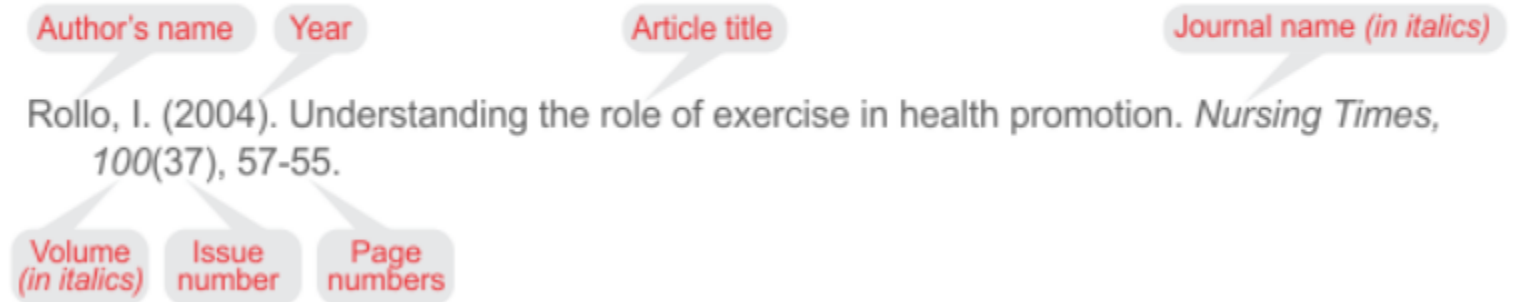 Author's name Year Article title Journal name (in italics)
Rollo, I. (2004). Understanding the role of exercise in health promotion. Nursing Times,
100(37), 57-55.
Volume Issue Page
(in italics) number numbers